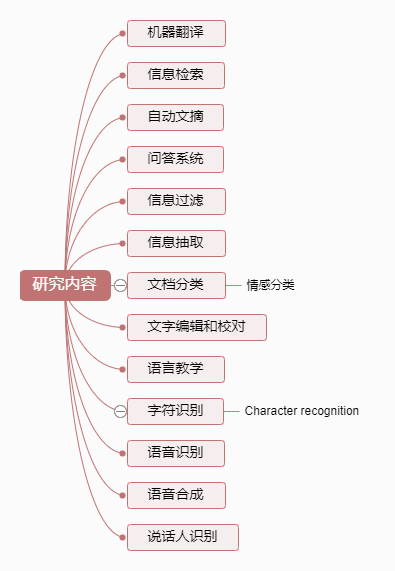 机器翻译
信息检索
自动文摘
问答系统
信息过滤
信息抽取
研究内容
文档分类
情感分类
文字编辑和校对
语言教学
字符识别
Character recognition
语音识别
语音合成
说话人识别